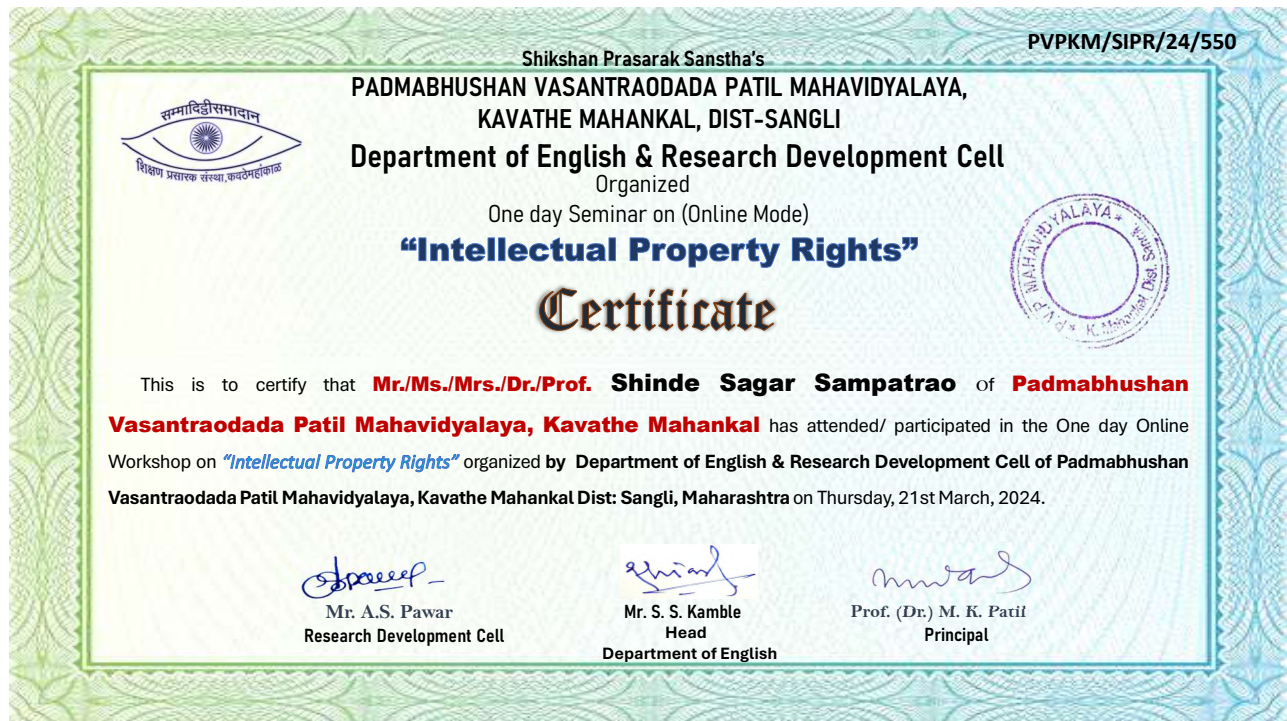 PVPKM/SIPR/24/550
Shikshan Prasarak Sanstha's
PADMABHUSHAN VASANTRAODADA PATIL MAHAVIDYALAYA,
KAVATHE MAHANKAL, DIST-SANGLI
सम्मादिट्ठीसमादान
शिक्षण प्रसारक संस्था,कवठेमहांकाळ
Department of English & Research Development Cell
Organized
One day Seminar on (Online Mode)
“Intellectual Property Rights”
P.V.P. MAHAVIDYALAYA * K. Mahankal Dist. Sangli. *
Certificate
This is to certify that Mr./Ms./Mrs./Dr./Prof. Shinde Sagar Sampatrao of Padmabhushan
Vasantraodada Patil Mahavidyalaya, Kavathe Mahankal has attended/ participated in the One day Online
Workshop on “Intellectual Property Rights” organized by Department of English & Research Development Cell of Padmabhushan
Vasantraodada Patil Mahavidyalaya, Kavathe Mahankal Dist: Sangli, Maharashtra on Thursday, 21st March, 2024.
Mr. A.S. Pawar
Research Development Cell
Mr. S. S. Kamble
Head
Department of English
Prof. (Dr.) M. K. Patil
Principal